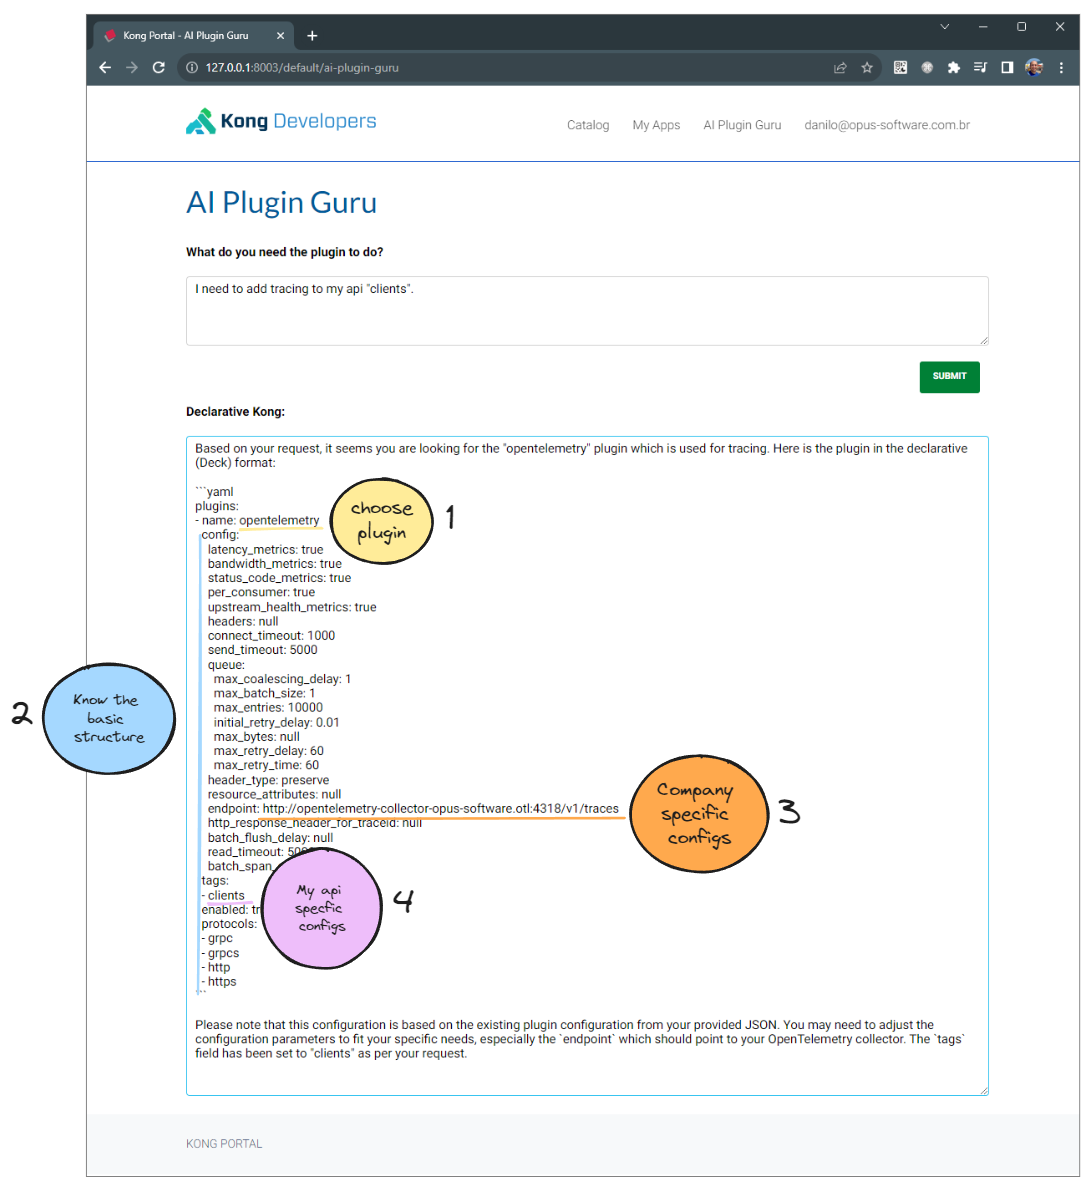 Kong Portal - AI Plugin Guru
127.0.0.1:8003/default/ai-plugin-guru
Kong Developers
Catalog My Apps AI Plugin Guru danilo@opus-software.com.br
AI Plugin Guru
What do you need the plugin to do?
I need to add tracing to my api "clients".
SUBMIT
Declarative Kong:
Based on your request, it seems you are looking for the "opentelemetry" plugin which is used for tracing. Here is the plugin in the declarative
(Deck) format:
```yaml
plugins:
- name: opentelemetry
config:
latency_metrics: true
bandwidth_metrics: true
status_code_metrics: true
per_consumer: true
upstream_health_metrics: true
headers: null
connect_timeout: 1000
send_timeout: 5000
queue:
max_coalescing_delay: 1
max_batch_size: 1
max_entries: 10000
initial_retry_delay: 0.01
max_bytes: null
max_retry_delay: 60
max_retry_time: 60
header_type: preserve
resource_attributes: null
endpoint: http://opentelemetry-collector-opus-software.otl:4318/v1/traces
http_response_header_for_traceid: null
batch_flush_delay: null
read_timeout:
tags:
- clients
enabled:
protocols:
- grpc
- grpcs
- http
- https
```
Please note that this configuration is based on the existing plugin configuration from your provided JSON. You may need to adjust the
configuration parameters to fit your specific needs, especially the `endpoint` which should point to your OpenTelemetry collector. The `tags`
field has been set to "clients" as per your request.
choose
plugin
1
2
Know the
basic
structure
Company
specific
configs
3
My api
specfic
configs
4
KONG PORTAL